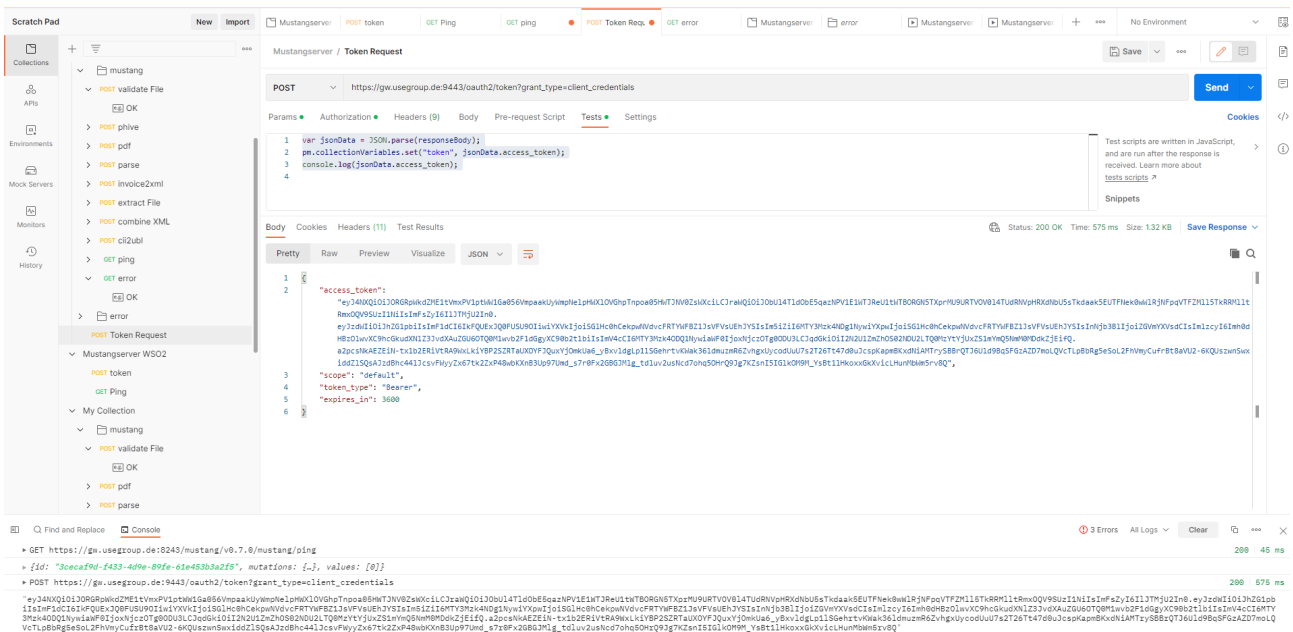 Scratch Pad
New
Import
Mustangserver
POST token
GET Ping
GET ping
POST Token Requ
GET error
Mustangserver
error
Mustangserver
Mustangserver
No Environment
Collections
APIs
Environments
Mock Servers
Monitors
History
mustang
POST validate File
e.g. OK
POST phive
POST pdf
POST parse
POST invoice2xml
POST extract File
POST combine XML
POST cii2ubl
GET ping
GET error
e.g. OK
error
POST Token Request
Mustangserver WSO2
POST token
GET Ping
My Collection
mustang
POST validate File
e.g. OK
POST pdf
POST parse
Mustangserver / Token Request
Save
POST
https://gw.usegroup.de:9443/oauth2/token?grant_type=client_credentials
Send
Params
Authorization
Headers (9)
Body
Pre-request Script
Tests
Settings
Cookies
1 var jsonData = JSON.parse(responseBody);
2 pm.collectionVariables.set("token", jsonData.access_token);
3 console.log(jsonData.access_token);
4
Test scripts are written in JavaScript,
and are run after the response is
received. Learn more about
tests scripts
Snippets
Body
Cookies
Headers (11)
Test Results
Status: 200 OK
Time: 575 ms
Size: 1.32 KB
Save Response
Pretty
Raw
Preview
Visualize
JSON
1 {
2 "access_token":
3 "scope": "default",
4 "token_type": "Bearer",
5 "expires_in": 3600
6 }
Find and Replace
Console
3 Errors
All Logs
Clear
GET https://gw.usegroup.de:8243/mustang/v0.7.0/mustang/ping
200
45 ms
{id: "3cecaf9d-f433-4d9e-89fe-61e453b3a2f5", mutations: {…}, values: [0]}
POST https://gw.usegroup.de:9443/oauth2/token?grant_type=client_credentials
200
575 ms